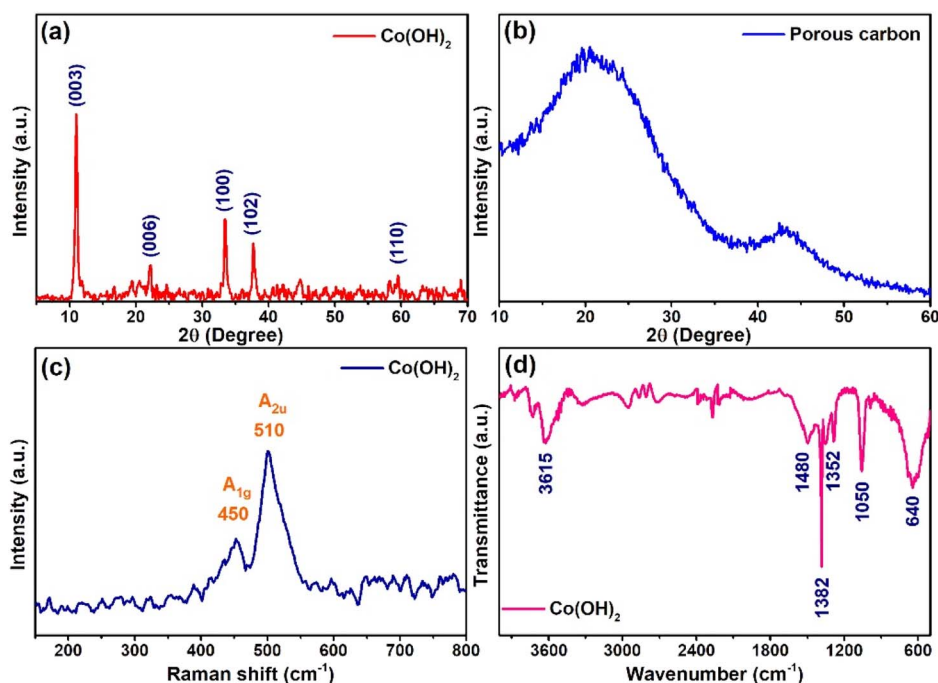 (a)
Co(OH)₂
(003)
(006)
(100)
(102)
(110)
Intensity (a.u.)
10 20 30 40 50 60 70
2θ (Degree)
(b)
Porous carbon
Intensity (a.u.)
10 20 30 40 50 60
2θ (Degree)
(c)
Co(OH)₂
A₂ᵤ
510
A₁g
450
Intensity (a.u.)
200 300 400 500 600 700 800
Raman shift (cm⁻¹)
(d)
3615
1480
1382
1352
1050
640
Co(OH)₂
Transmittance (a.u.)
3600 3000 2400 1800 1200 600
Wavenumber (cm⁻¹)